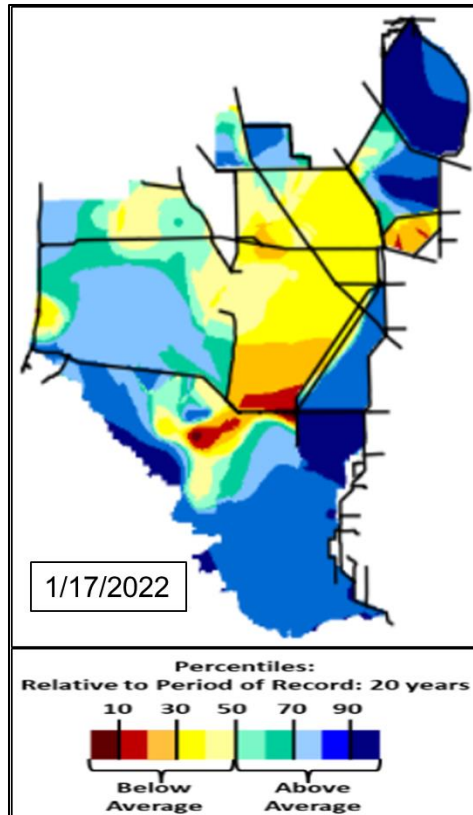 1/17/2022
Percentiles:
Relative to Period of Record: 20 years
10 30 50 70 90
Below Above
Average Average